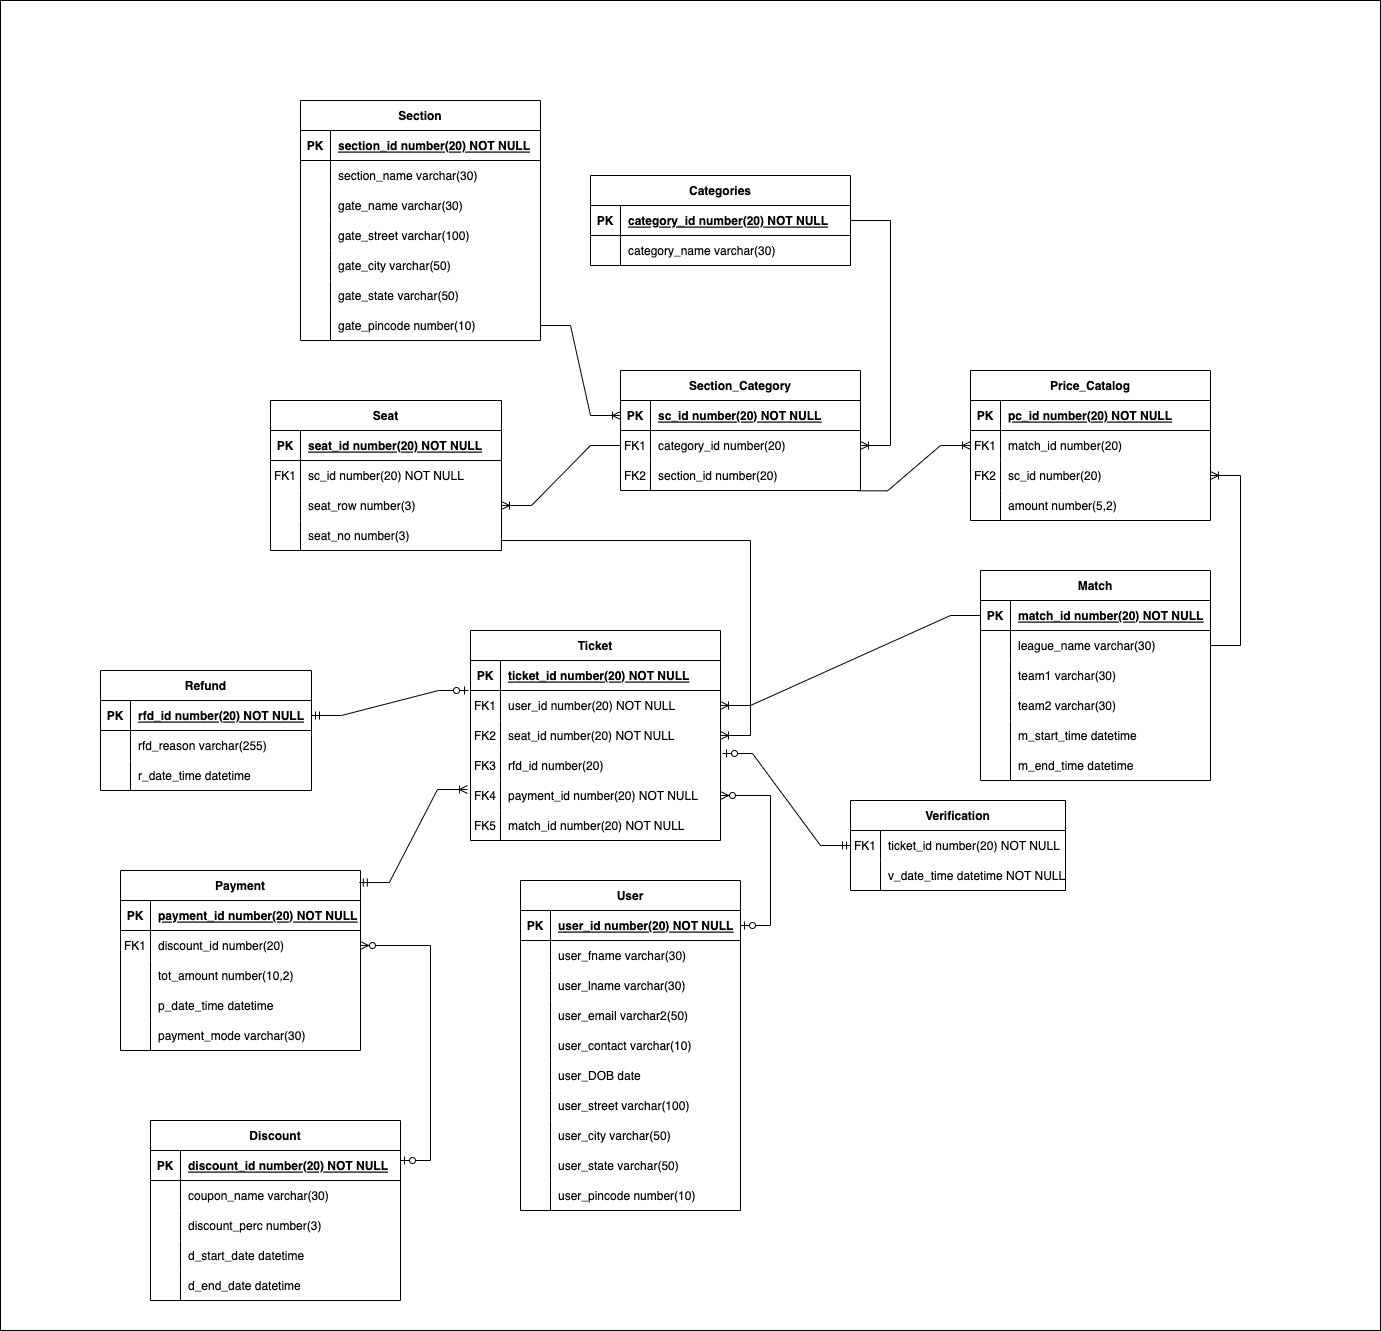 Section
PK section_id number(20) NOT NULL
section_name varchar(30)
gate_name varchar(30)
gate_street varchar(100)
gate_city varchar(50)
gate_state varchar(50)
gate_pincode number(10)
Categories
PK category_id number(20) NOT NULL
category_name varchar(30)
Seat
PK seat_id number(20) NOT NULL
FK1 sc_id number(20) NOT NULL
seat_row number(3)
seat_no number(3)
Section_Category
PK sc_id number(20) NOT NULL
FK1 category_id number(20)
FK2 section_id number(20)
Price_Catalog
PK pc_id number(20) NOT NULL
FK1 match_id number(20)
FK2 sc_id number(20)
amount number(5,2)
Match
PK match_id number(20) NOT NULL
league_name varchar(30)
team1 varchar(30)
team2 varchar(30)
m_start_time datetime
m_end_time datetime
Ticket
PK ticket_id number(20) NOT NULL
FK1 user_id number(20) NOT NULL
FK2 seat_id number(20) NOT NULL
FK3 rfd_id number(20)
FK4 payment_id number(20) NOT NULL
FK5 match_id number(20) NOT NULL
Refund
PK rfd_id number(20) NOT NULL
rfd_reason varchar(255)
r_date_time datetime
Verification
FK1 ticket_id number(20) NOT NULL
v_date_time datetime NOT NULL
Payment
PK payment_id number(20) NOT NULL
FK1 discount_id number(20)
tot_amount number(10,2)
p_date_time datetime
payment_mode varchar(30)
User
PK user_id number(20) NOT NULL
user_fname varchar(30)
user_lname varchar(30)
user_email varchar2(50)
user_contact varchar(10)
user_DOB date
user_street varchar(100)
user_city varchar(50)
user_state varchar(50)
user_pincode number(10)
Discount
PK discount_id number(20) NOT NULL
coupon_name varchar(30)
discount_perc number(3)
d_start_date datetime
d_end_date datetime